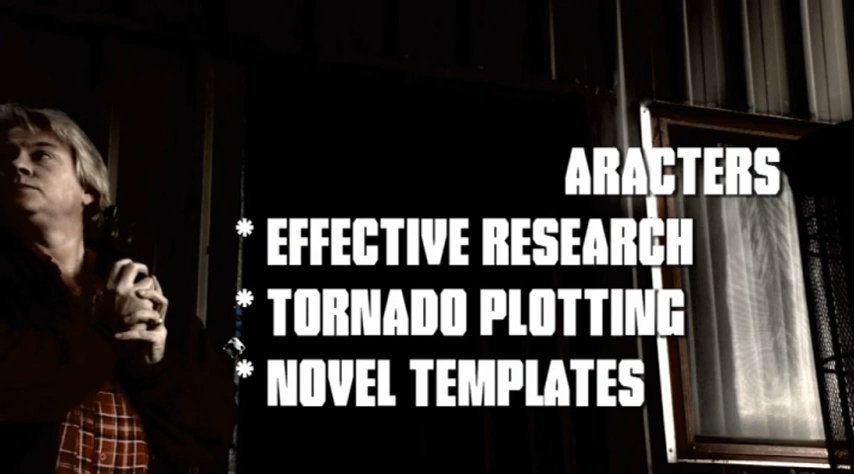 ARACTERS
* EFFECTIVE RESEARCH
* TORNADO PLOTTING
* NOVEL TEMPLATES